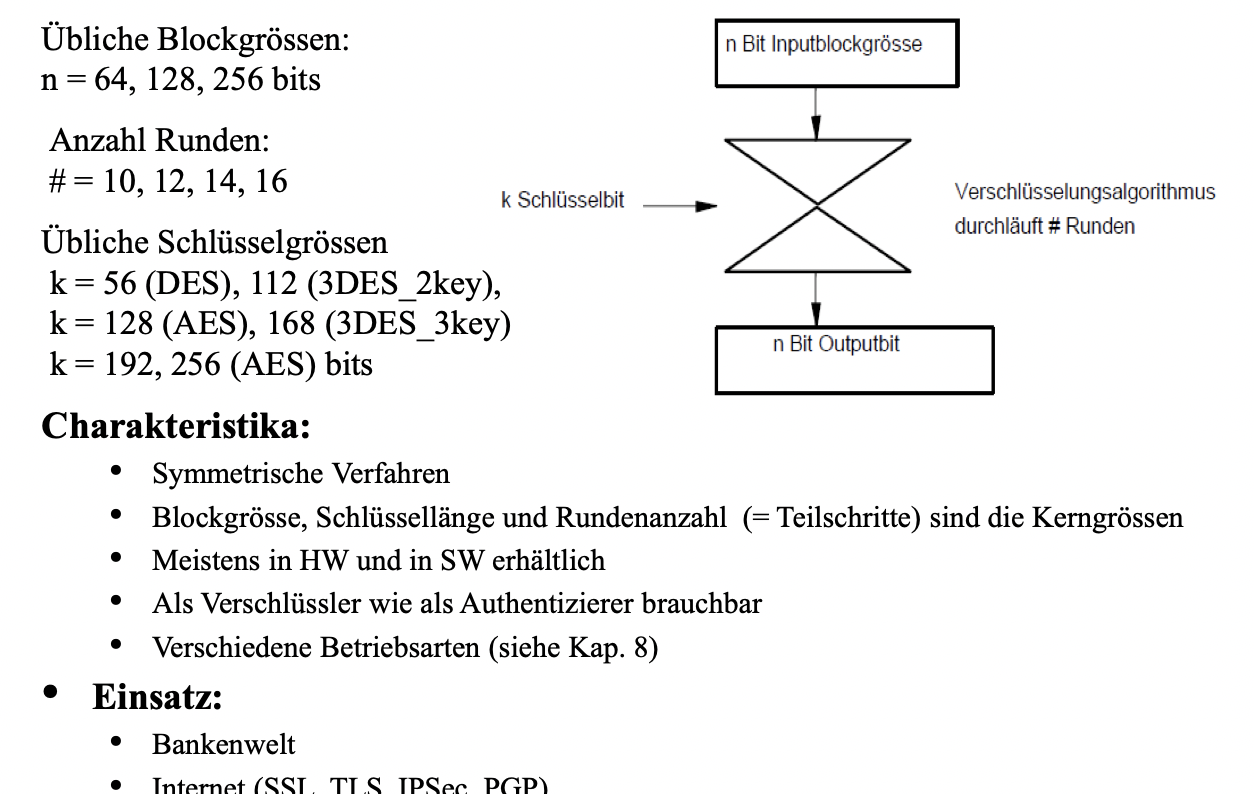 Übliche Blockgrössen:
n = 64, 128, 256 bits
Anzahl Runden:
# = 10, 12, 14, 16
Übliche Schlüsselgrössen
k = 56 (DES), 112 (3DES_2key),
k = 128 (AES), 168 (3DES_3key)
k = 192, 256 (AES) bits
n Bit Inputblockgrösse
k Schlüsselbit
Verschlüsselungsalgorithmus
durchläuft # Runden
n Bit Outputbit
Charakteristika:
• Symmetrische Verfahren
• Blockgrösse, Schlüssellänge und Rundenanzahl (= Teilschritte) sind die Kerngrössen
• Meistens in HW und in SW erhältlich
• Als Verschlüssler wie als Authentizierer brauchbar
• Verschiedene Betriebsarten (siehe Kap. 8)
• Einsatz:
• Bankenwelt
• Internet (SSL, TLS, IPSec, PGP)